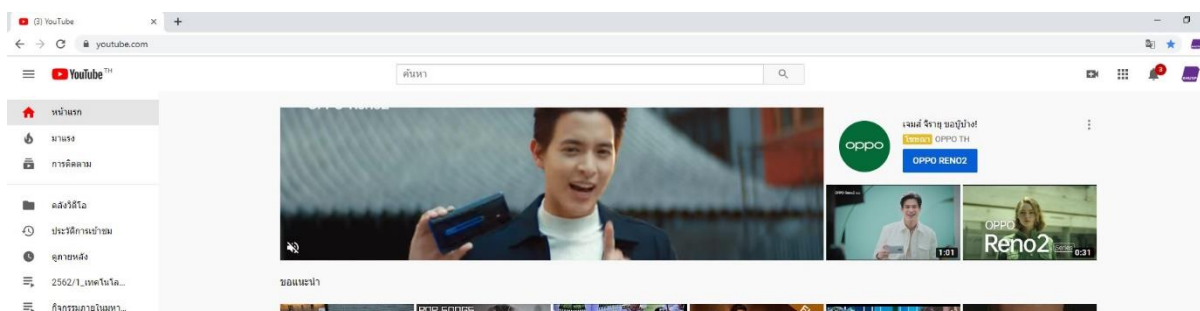 (3) YouTube
youtube.com
YouTube TH
ค้นหา
3
หน้าแรก
มาแรง
การติดตาม
คลังวิดีโอ
ประวัติการเข้าชม
ดูภายหลัง
2562/1_เทคโนโล...
กิจกรรมภายในมหา...
oppo
เจมส์ จิรายุ ขอปู่บ้าง!
โฆษณา OPPO TH
OPPO RENO2
1:01
OPPO
Reno2 Series
0:31
ขอแนะนำ